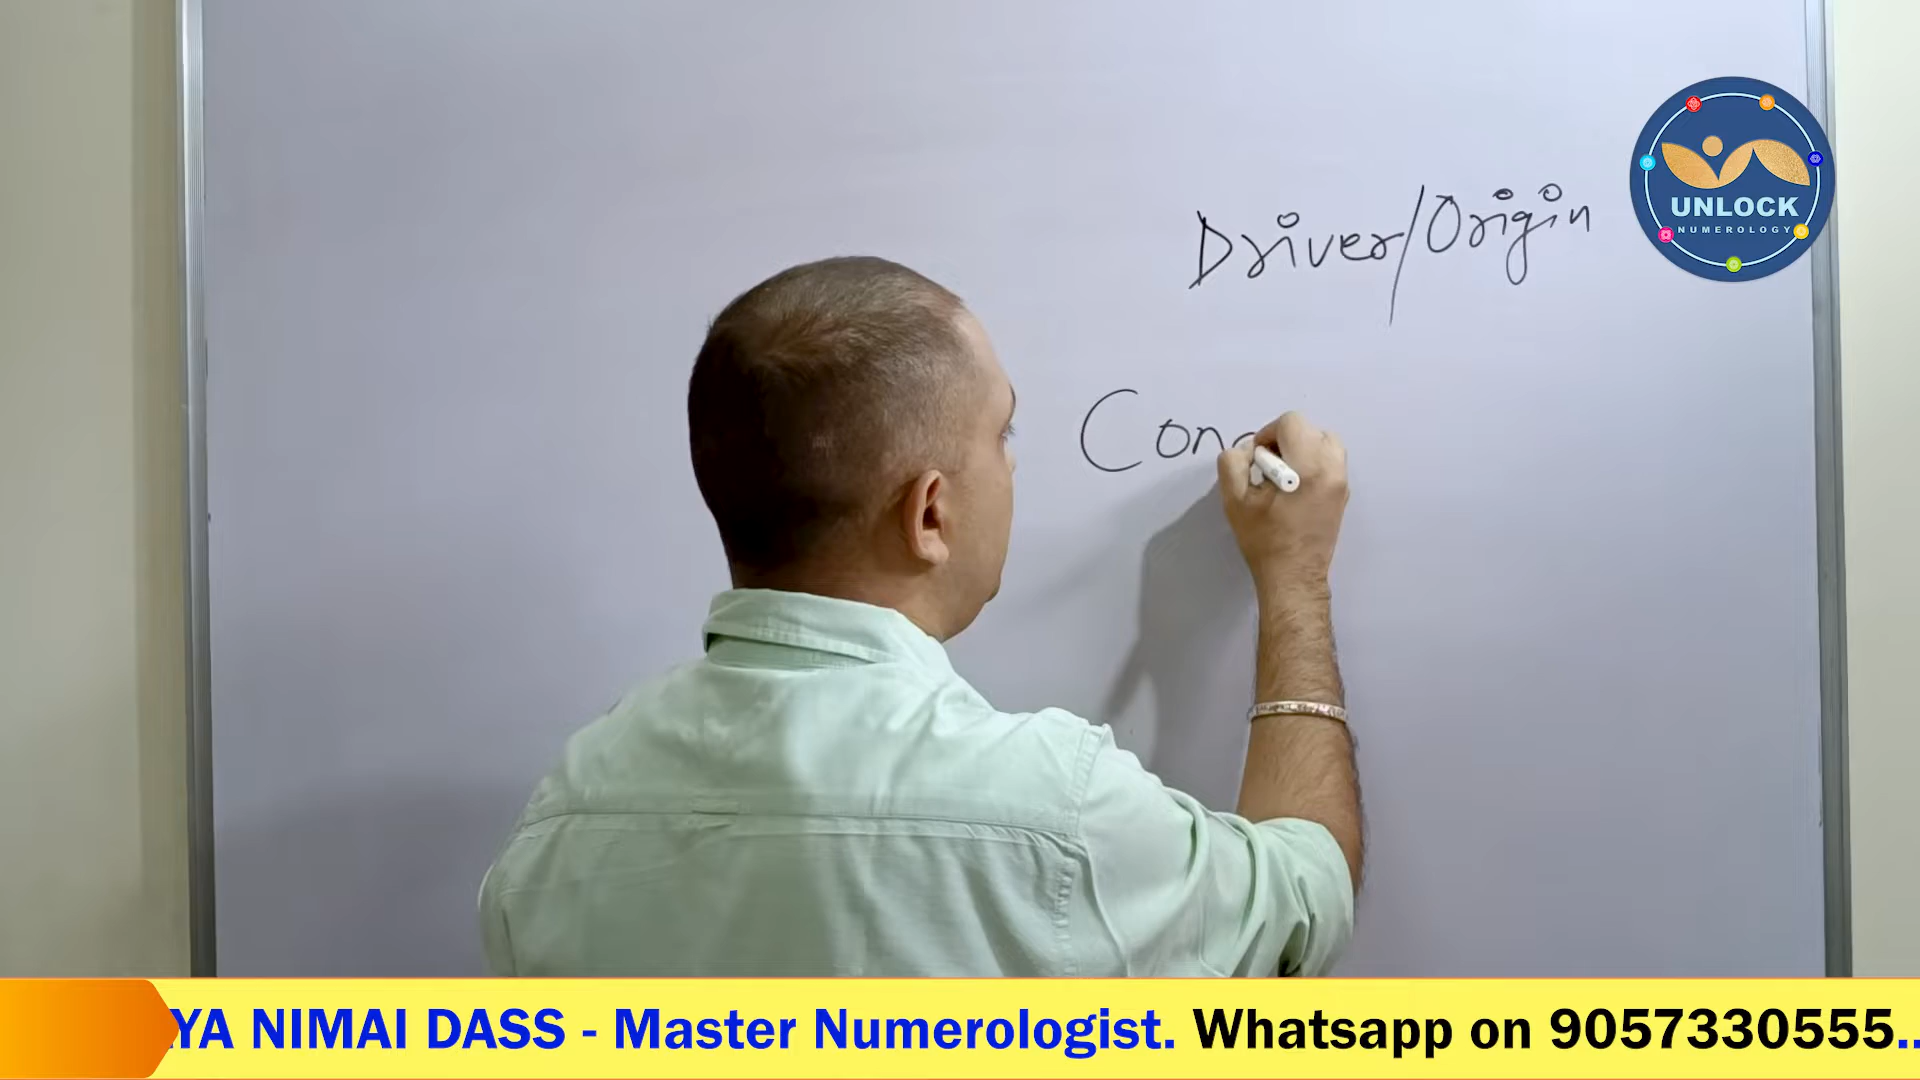 Driver/Origin
UNLOCK
NUMEROLOGY
Con
YA NIMAI DASS - Master Numerologist. Whatsapp on 9057330555..